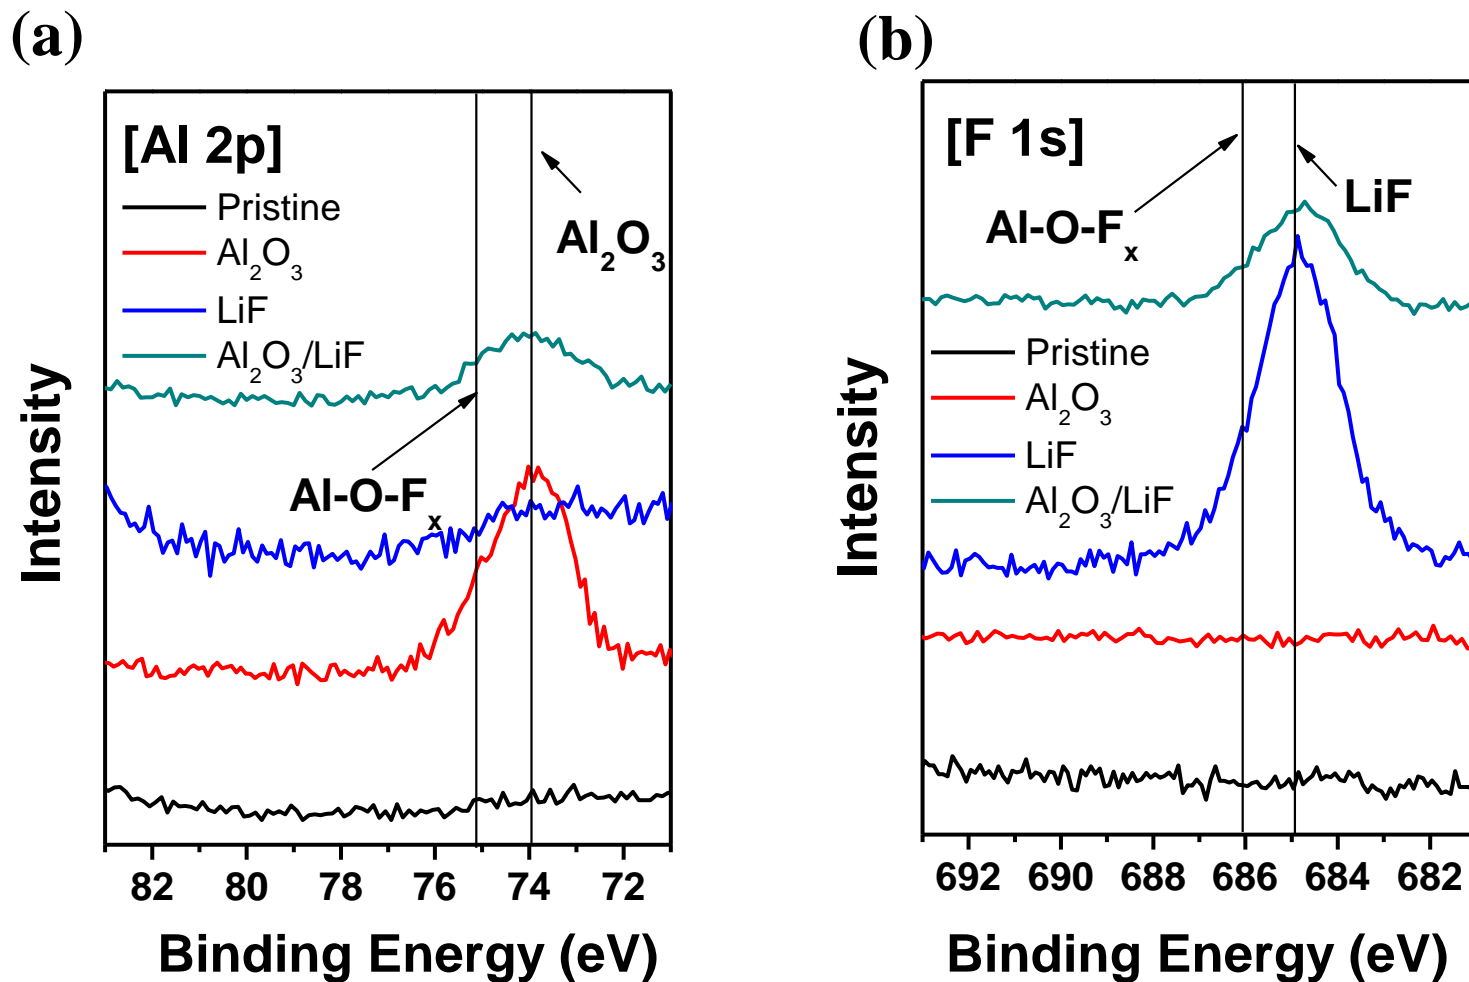 (a)
[Al 2p]
Pristine
Al₂O₃
LiF
Al₂O₃/LiF
Al₂O₃
Al-O-Fₓ
Intensity
82 80 78 76 74 72
Binding Energy (eV)
(b)
[F 1s]
LiF
Al-O-Fₓ
Pristine
Al₂O₃
LiF
Al₂O₃/LiF
Intensity
692 690 688 686 684 682
Binding Energy (eV)